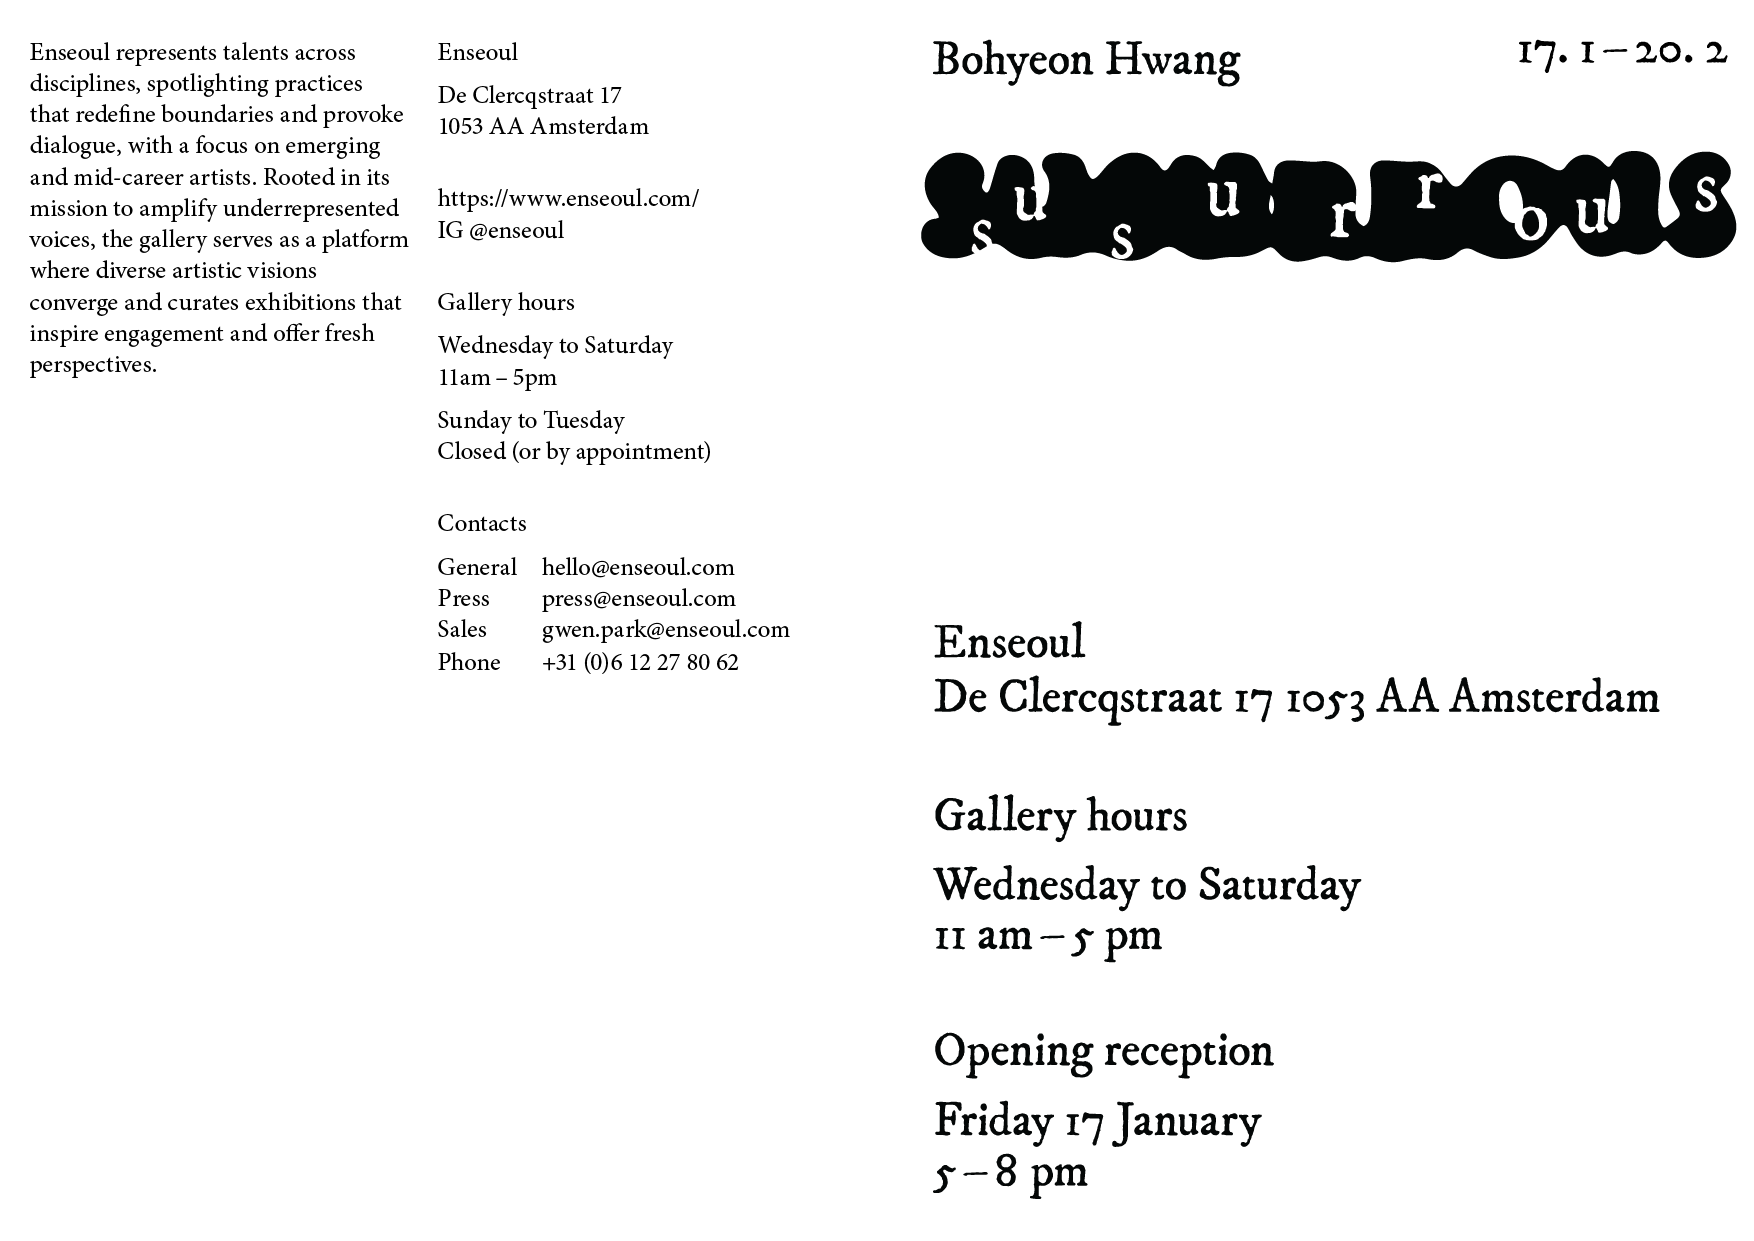 Enseoul represents talents across
disciplines, spotlighting practices
that redefine boundaries and provoke
dialogue, with a focus on emerging
and mid-career artists. Rooted in its
mission to amplify underrepresented
voices, the gallery serves as a platform
where diverse artistic visions
converge and curates exhibitions that
inspire engagement and offer fresh
perspectives.
Enseoul
De Clercqstraat 17
1053 AA Amsterdam
https://www.enseoul.com/
IG @enseoul
Gallery hours
Wednesday to Saturday
11am – 5pm
Sunday to Tuesday
Closed (or by appointment)
Contacts
General hello@enseoul.com
Press press@enseoul.com
Sales gwen.park@enseoul.com
Phone +31 (0)6 12 27 80 62
Bohyeon Hwang 17. 1 – 20. 2
susurrous
Enseoul
De Clercqstraat 17 1053 AA Amsterdam
Gallery hours
Wednesday to Saturday
11 am – 5 pm
Opening reception
Friday 17 January
5 – 8 pm